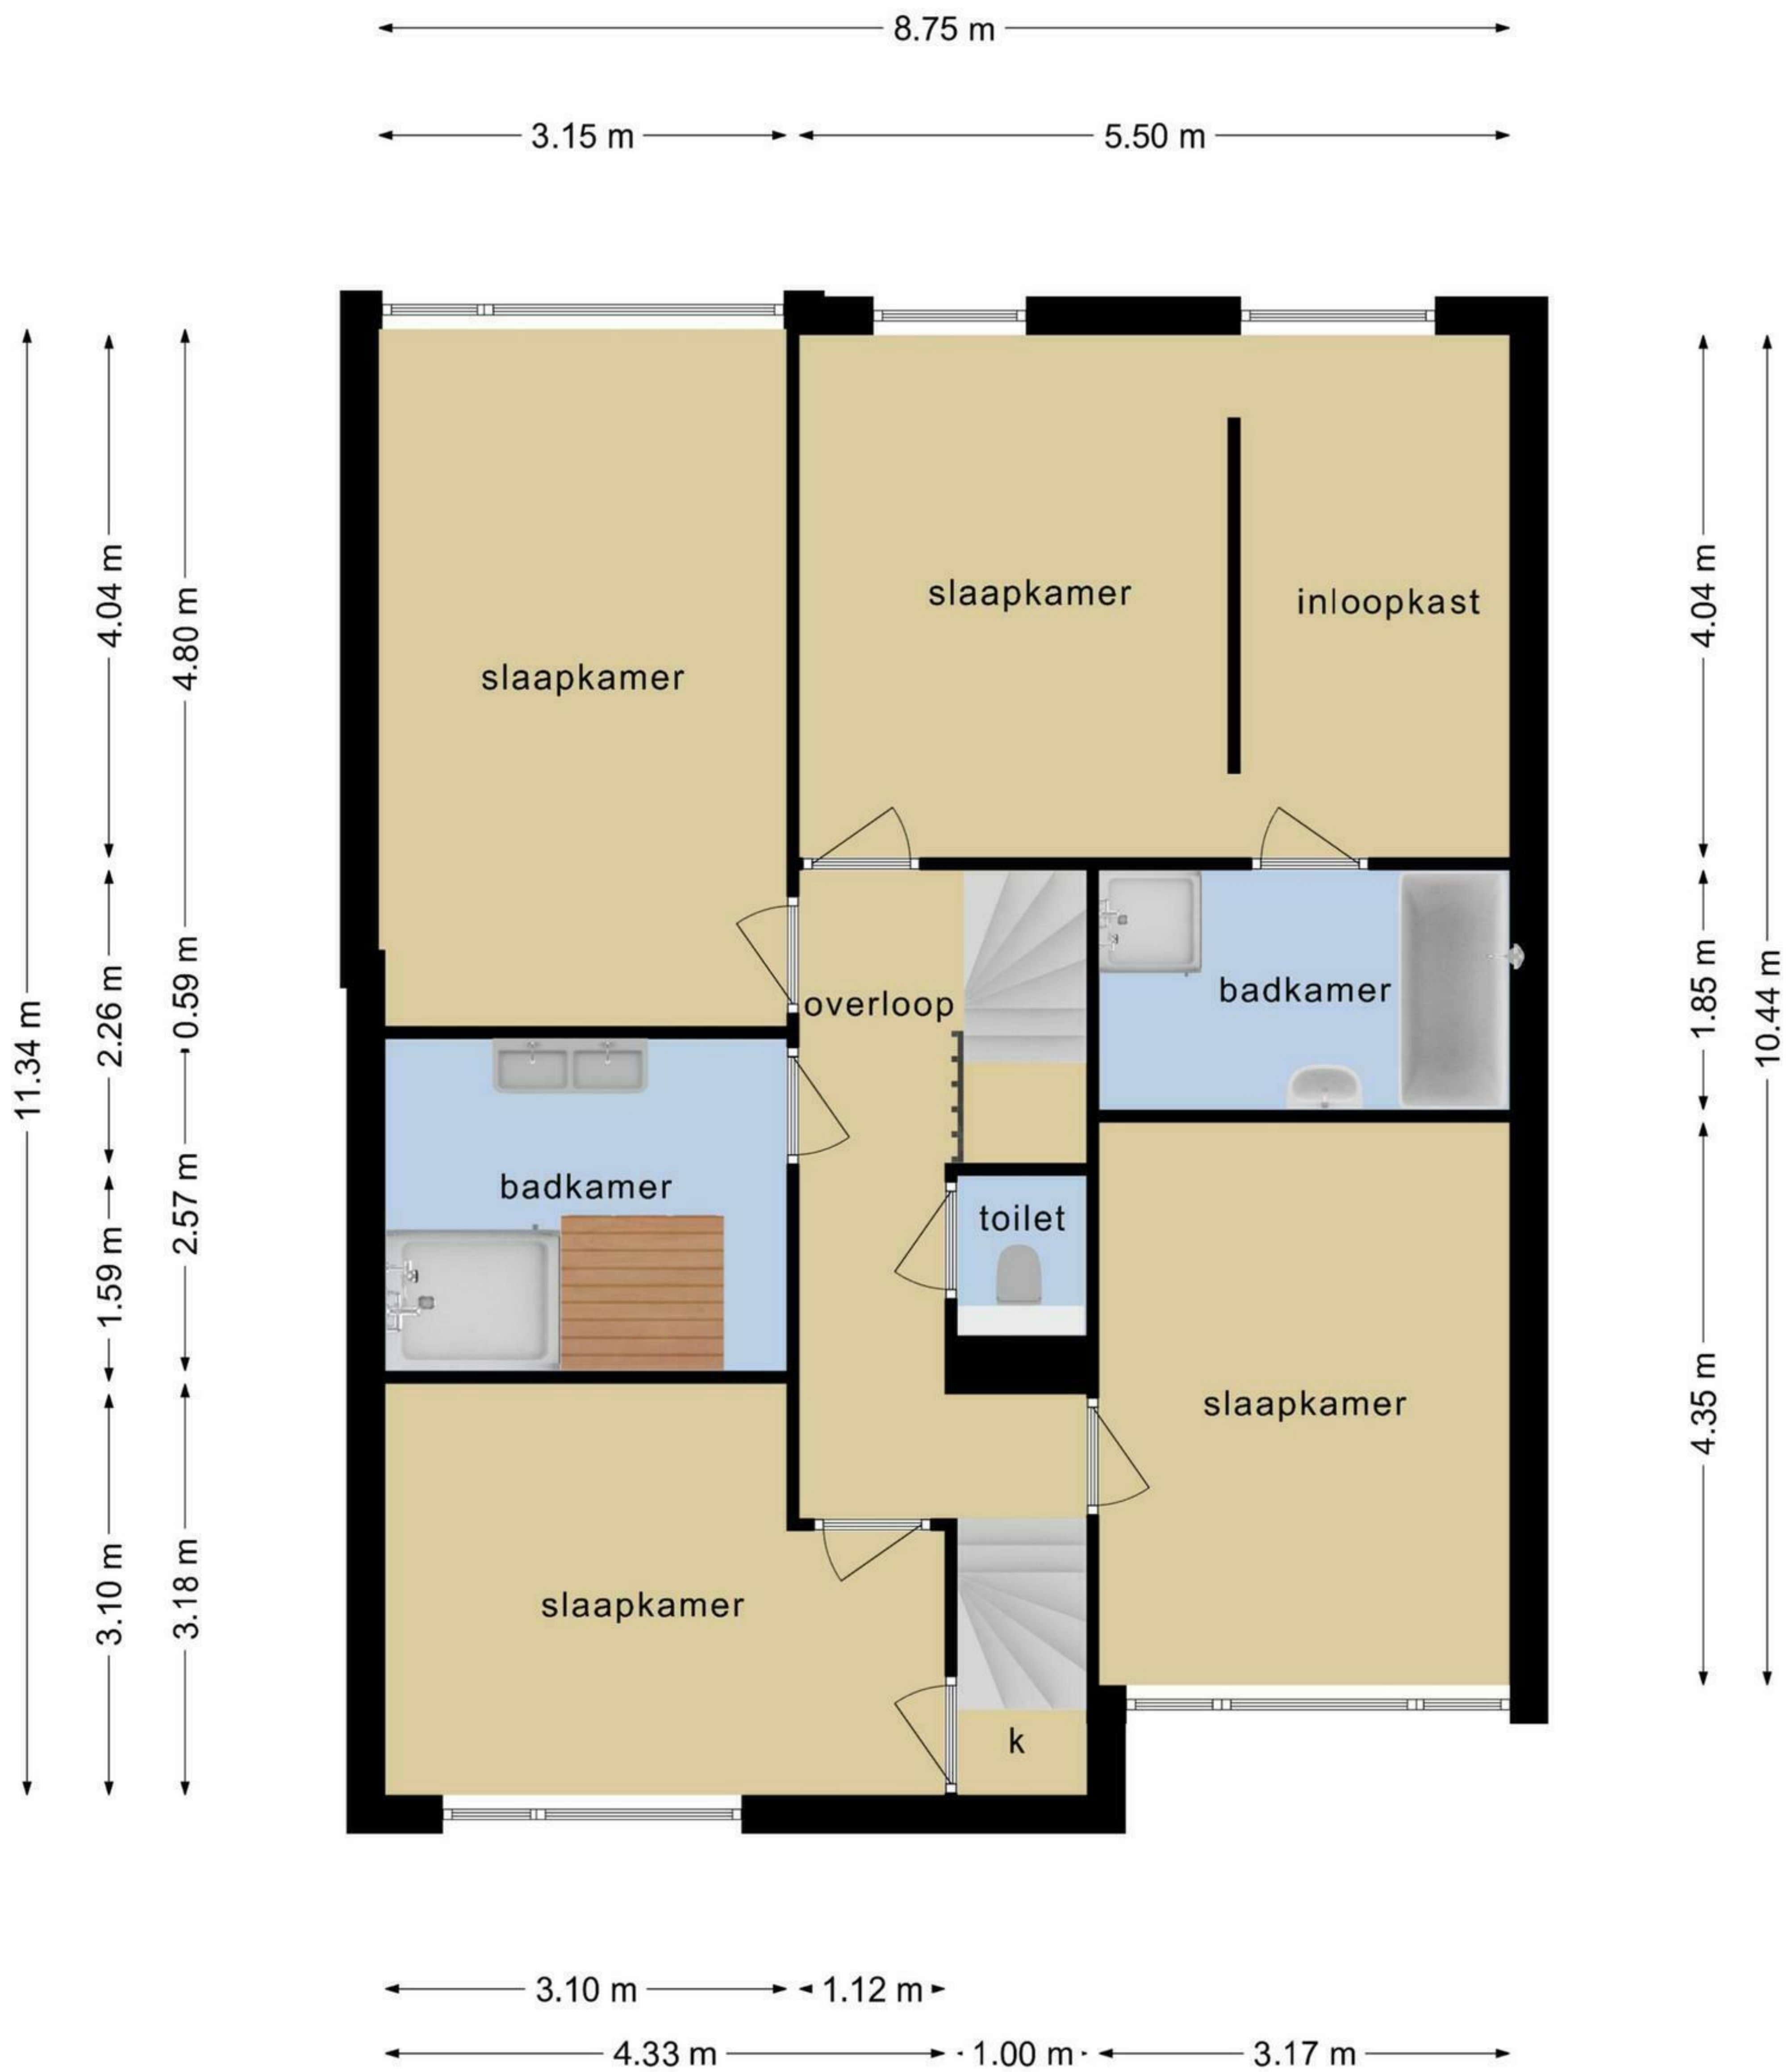 8.75 m
3.15 m
5.50 m
11.34 m
4.04 m
2.26 m
1.59 m
3.10 m
4.80 m
0.59 m
2.57 m
3.18 m
slaapkamer
slaapkamer
inloopkast
overloop
badkamer
badkamer
toilet
slaapkamer
slaapkamer
k
4.04 m
1.85 m
4.35 m
10.44 m
3.10 m
1.12 m
4.33 m
1.00 m
3.17 m